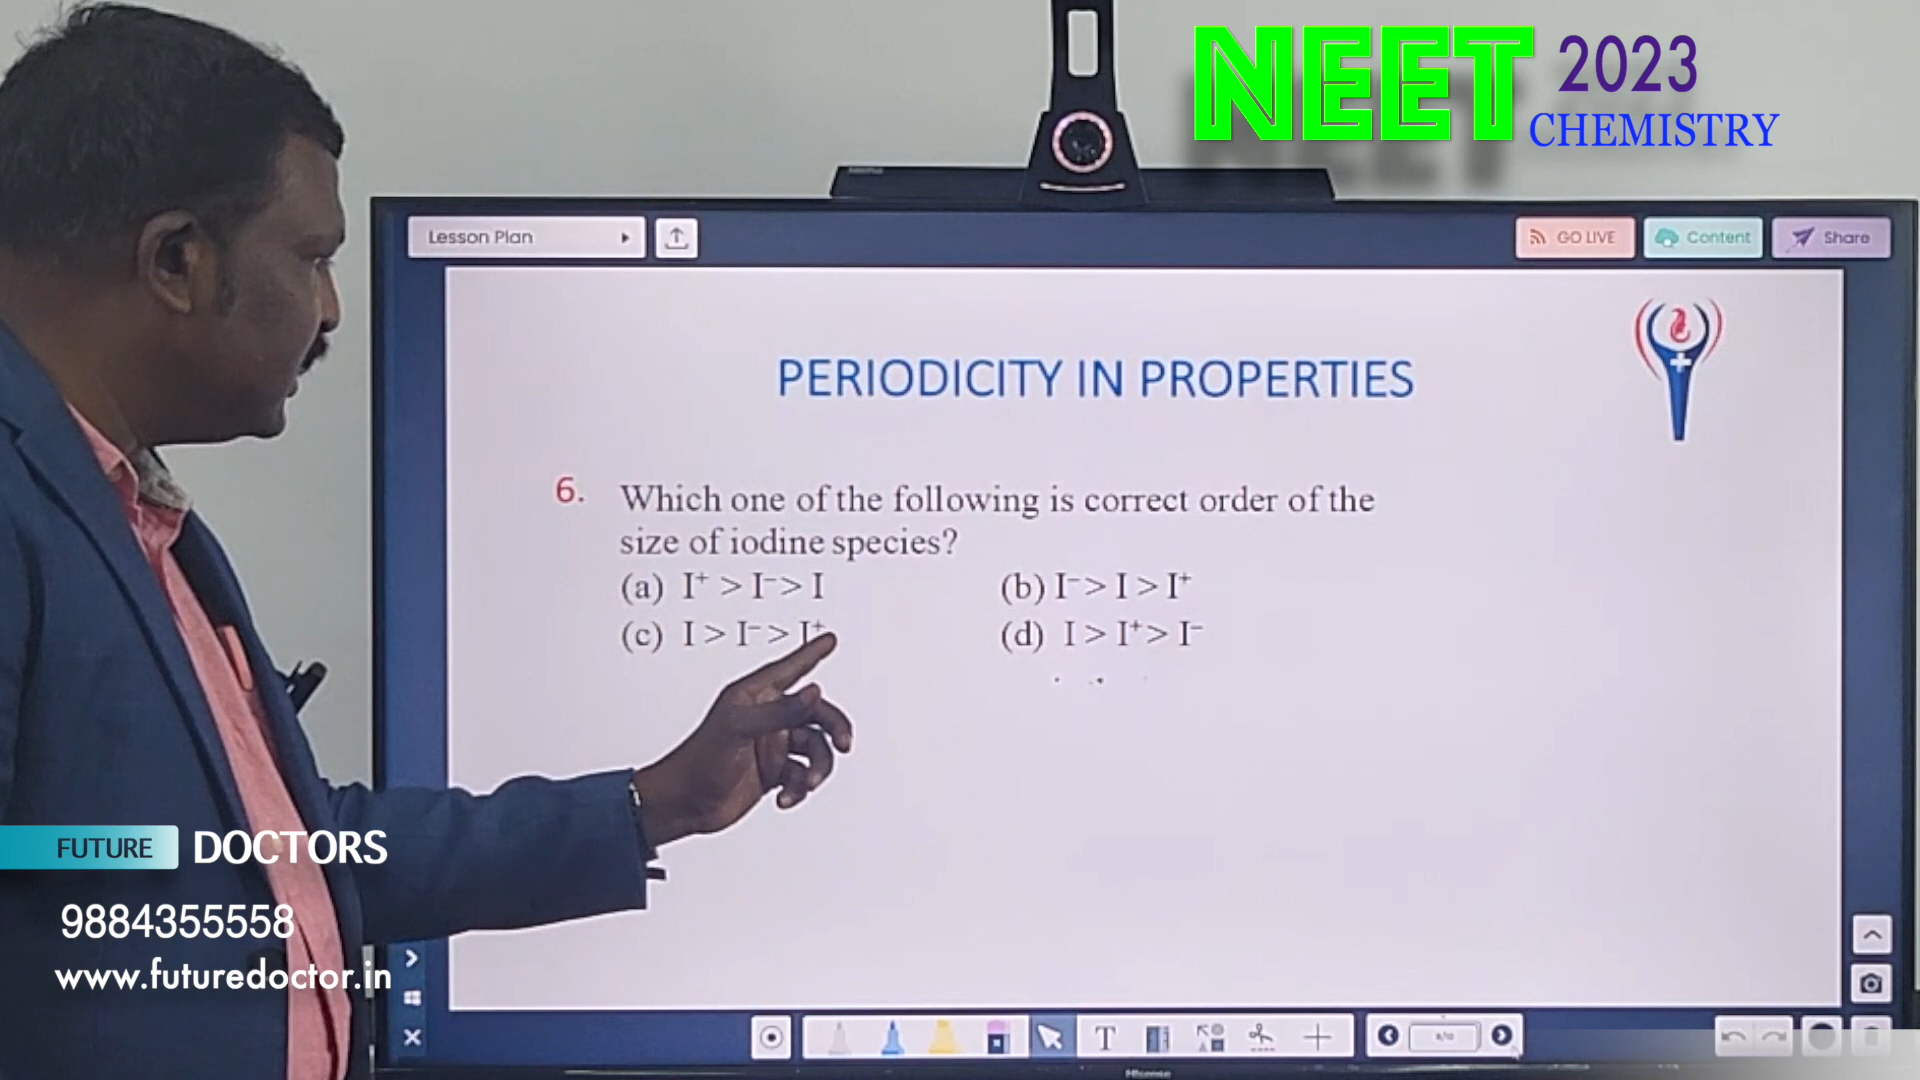 NEET 2023
CHEMISTRY
Lesson Plan
GO LIVE
Content
Share
PERIODICITY IN PROPERTIES
6. Which one of the following is correct order of the
size of iodine species?
(a) I⁺ > I⁻ > I
(b) I⁻ > I > I⁺
(c) I > I⁻ > I⁺
(d) I > I⁺ > I⁻
FUTURE DOCTORS
9884355558
www.futuredoctor.in
T
Hisense